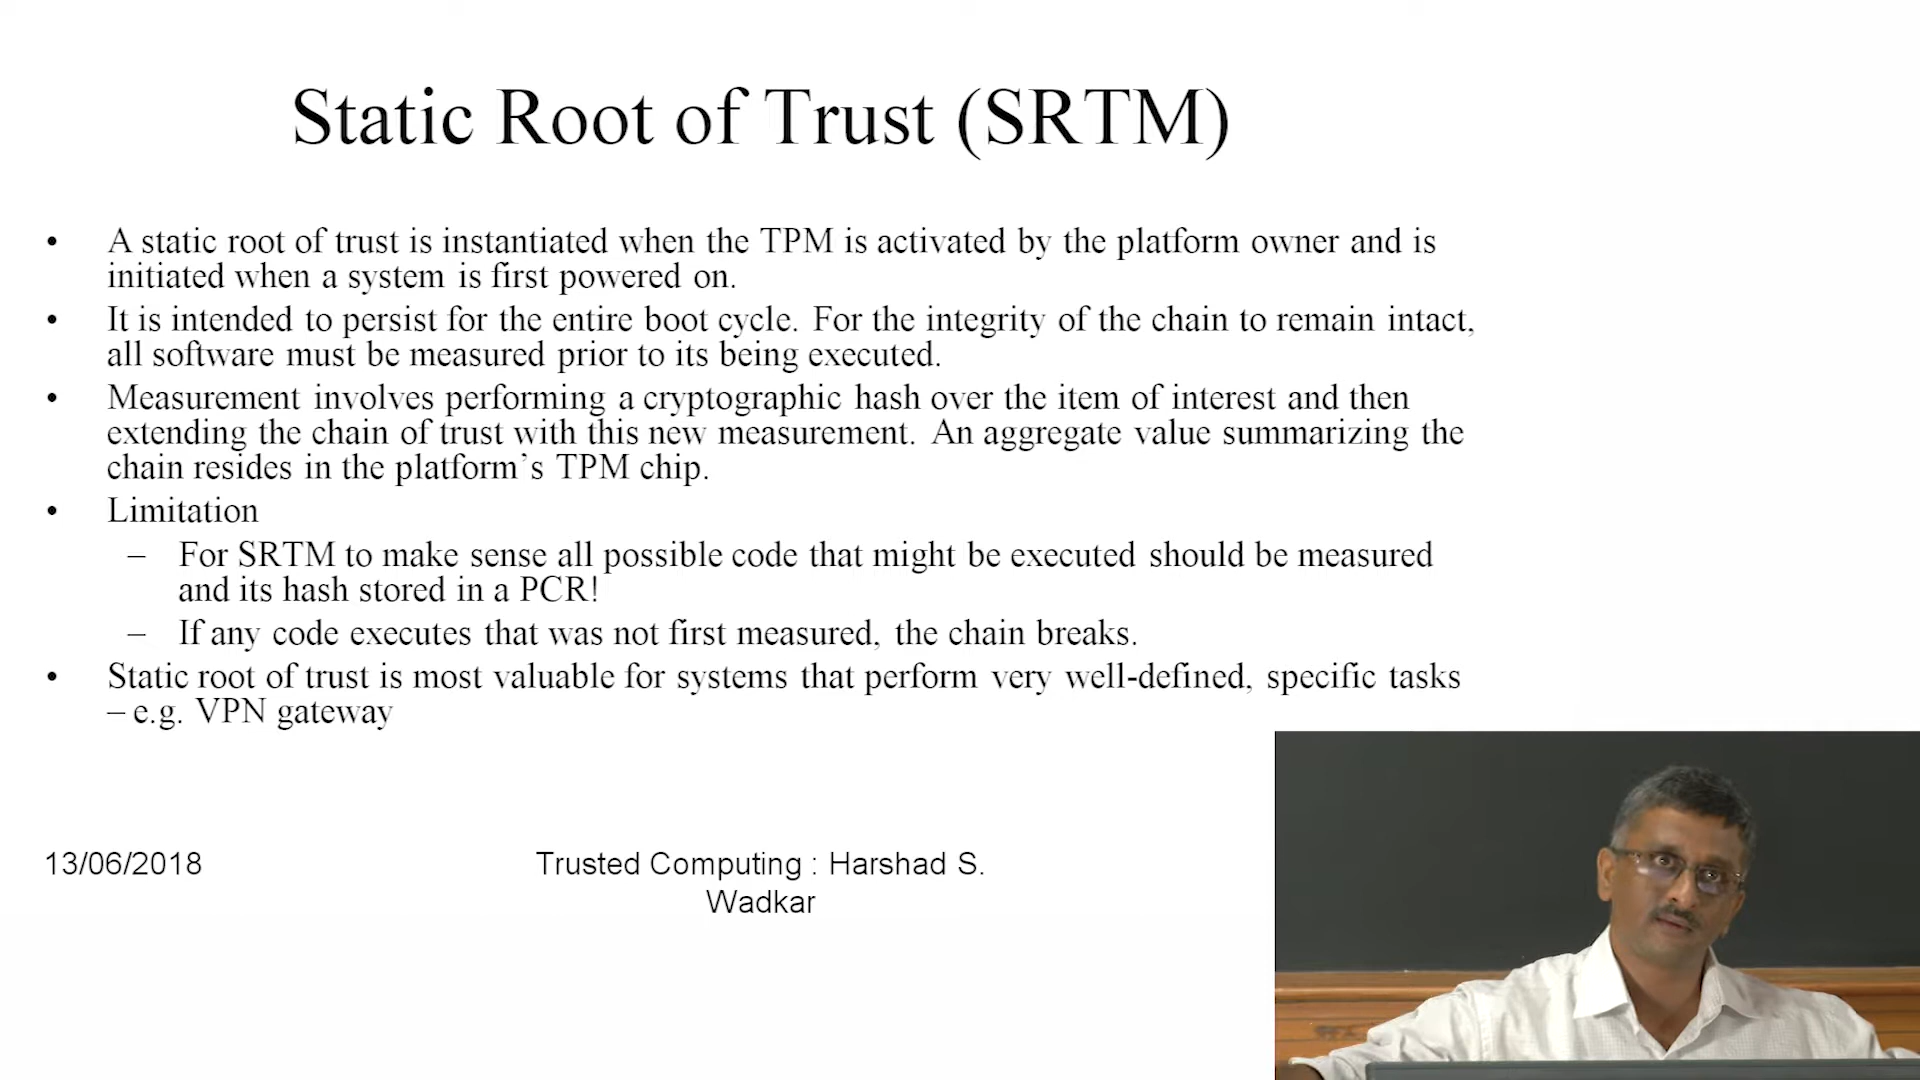 Static Root of Trust (SRTM)
• A static root of trust is instantiated when the TPM is activated by the platform owner and is
initiated when a system is first powered on.
• It is intended to persist for the entire boot cycle. For the integrity of the chain to remain intact,
all software must be measured prior to its being executed.
• Measurement involves performing a cryptographic hash over the item of interest and then
extending the chain of trust with this new measurement. An aggregate value summarizing the
chain resides in the platform's TPM chip.
• Limitation
– For SRTM to make sense all possible code that might be executed should be measured
and its hash stored in a PCR!
– If any code executes that was not first measured, the chain breaks.
• Static root of trust is most valuable for systems that perform very well-defined, specific tasks
– e.g. VPN gateway
13/06/2018
Trusted Computing : Harshad S.
Wadkar